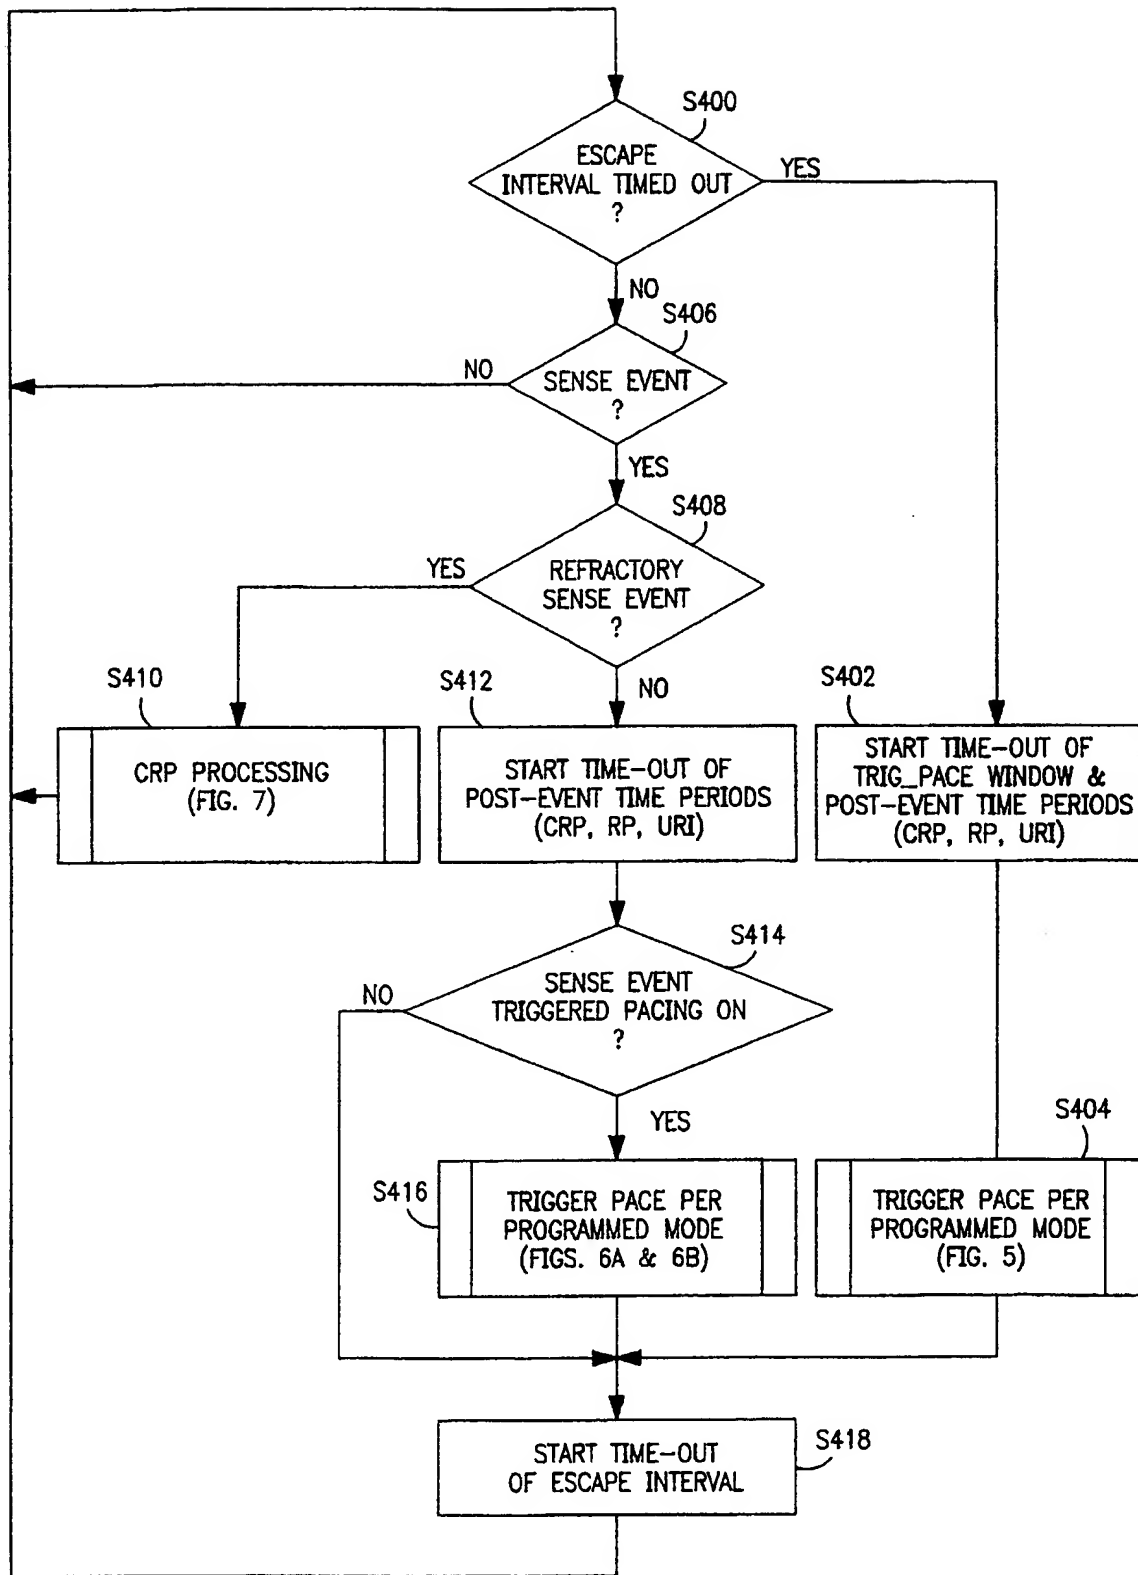 S400
ESCAPE
INTERVAL TIMED OUT
?
YES
NO
S406
SENSE EVENT
?
NO
YES
S408
REFRACTORY
SENSE EVENT
?
YES
NO
S410
CRP PROCESSING
(FIG. 7)
S412
START TIME-OUT OF
POST-EVENT TIME PERIODS
(CRP, RP, URI)
S402
START TIME-OUT OF
TRIG_PACE WINDOW &
POST-EVENT TIME PERIODS
(CRP, RP, URI)
S414
SENSE EVENT
TRIGGERED PACING ON
?
NO
YES
S416
TRIGGER PACE PER
PROGRAMMED MODE
(FIGS. 6A & 6B)
S404
TRIGGER PACE PER
PROGRAMMED MODE
(FIG. 5)
START TIME-OUT
OF ESCAPE INTERVAL
S418